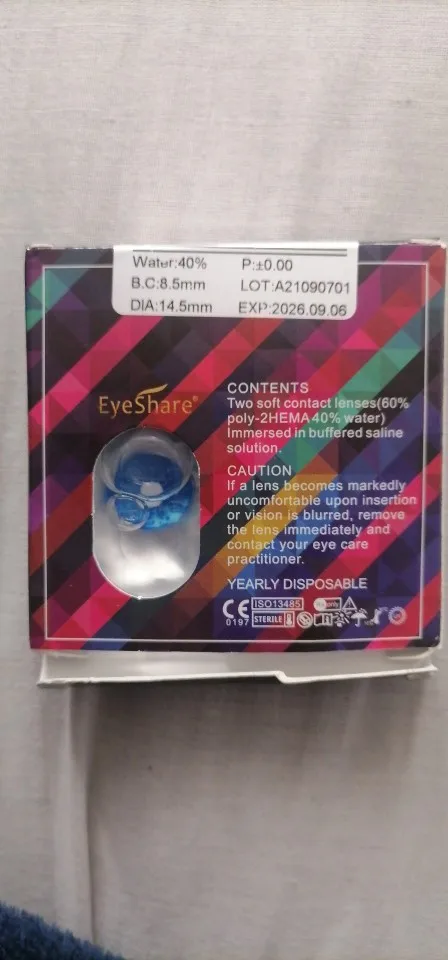 Water:40% P:±0.00
B.C:8.5mm LOT:A21090701
DIA:14.5mm EXP:2026.09.06
EyeShare®
CONTENTS
Two soft contact lenses(60%
poly-2HEMA40% water)
Immersed in buffered saline
solution.
CAUTION
If a lens becomes markedly
uncomfortable upon insertion
or vision is blurred, remove
the lens immediately and
contact your eye care
practitioner.
YEARLY DISPOSABLE
CE ISO13485
0197 STERILE